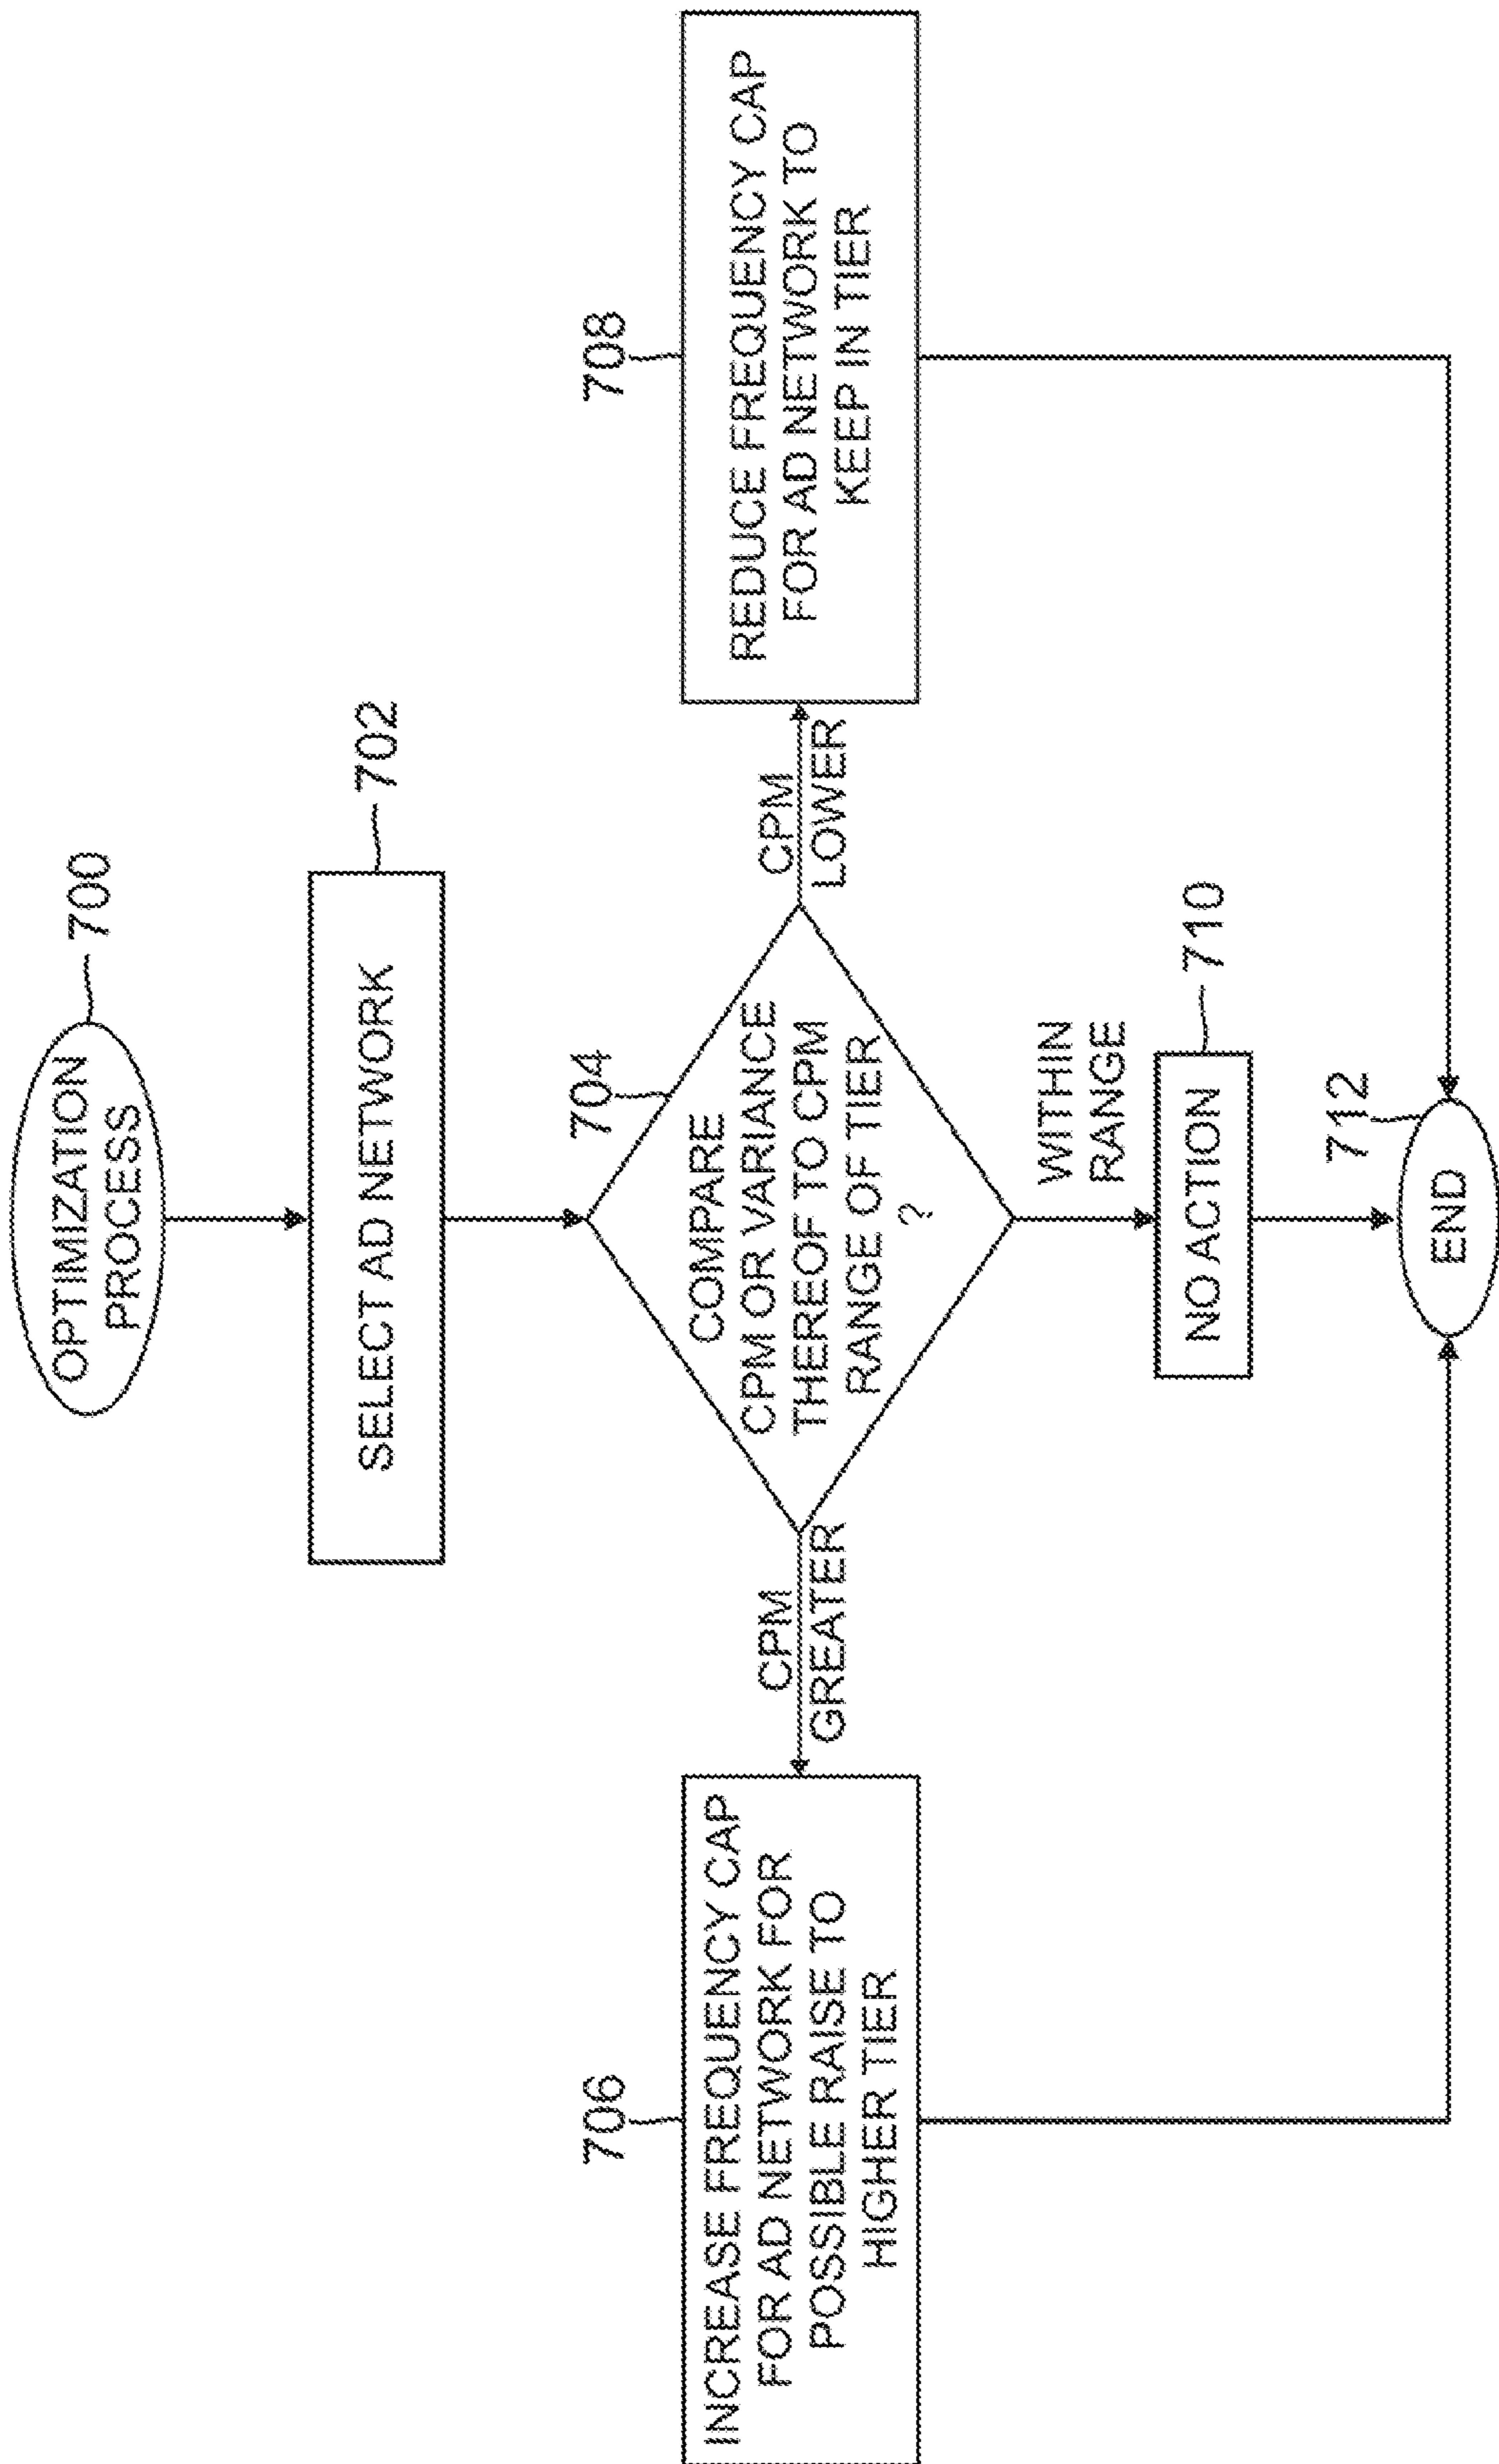 OPTIMIZATION
PROCESS
700
SELECT AD NETWORK
702
704
COMPARE
CPM OR VARIANCE
THEREOF TO CPM
RANGE OF TIER
?
CPM
GREATER
CPM
LOWER
706
INCREASE FREQUENCY CAP
FOR AD NETWORK FOR
POSSIBLE RAISE TO
HIGHER TIER
708
REDUCE FREQUENCY CAP
FOR AD NETWORK TO
KEEP IN TIER
WITHIN
RANGE
NO ACTION
710
712
END